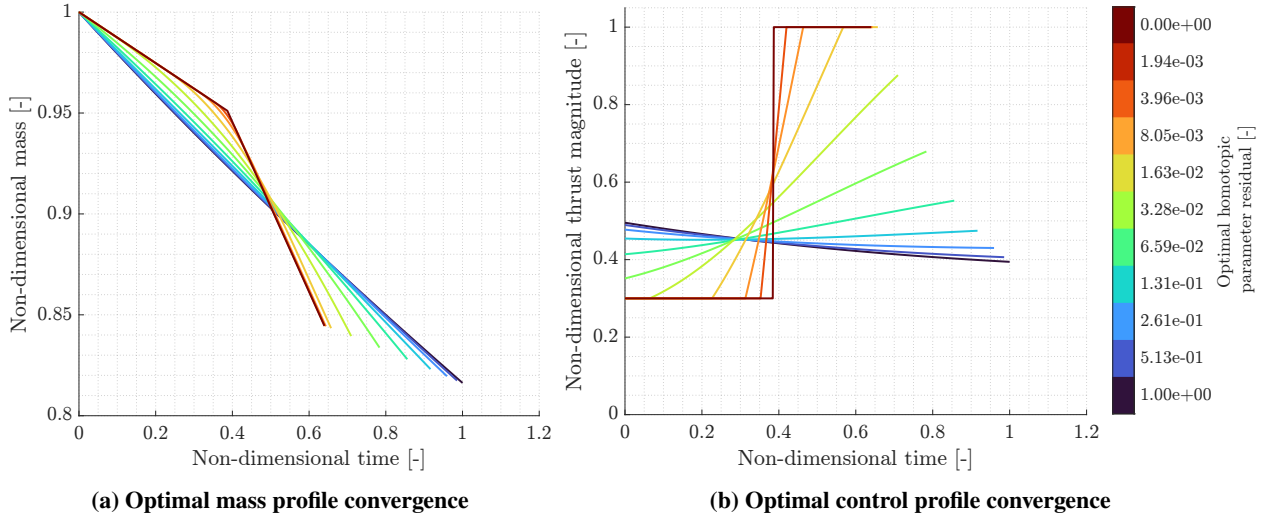 1
0.95
0.9
0.85
0.8
Non-dimensional mass [-]
0 0.2 0.4 0.6 0.8 1 1.2
Non-dimensional time [-]
(a) Optimal mass profile convergence
1
0.8
0.6
0.4
0.2
0
Non-dimensional thrust magnitude [-]
0 0.2 0.4 0.6 0.8 1 1.2
Non-dimensional time [-]
(b) Optimal control profile convergence
0.00e+00
1.94e-03
3.96e-03
8.05e-03
1.63e-02
3.28e-02
6.59e-02
1.31e-01
2.61e-01
5.13e-01
1.00e+00
Optimal homotopic
parameter residual [-]